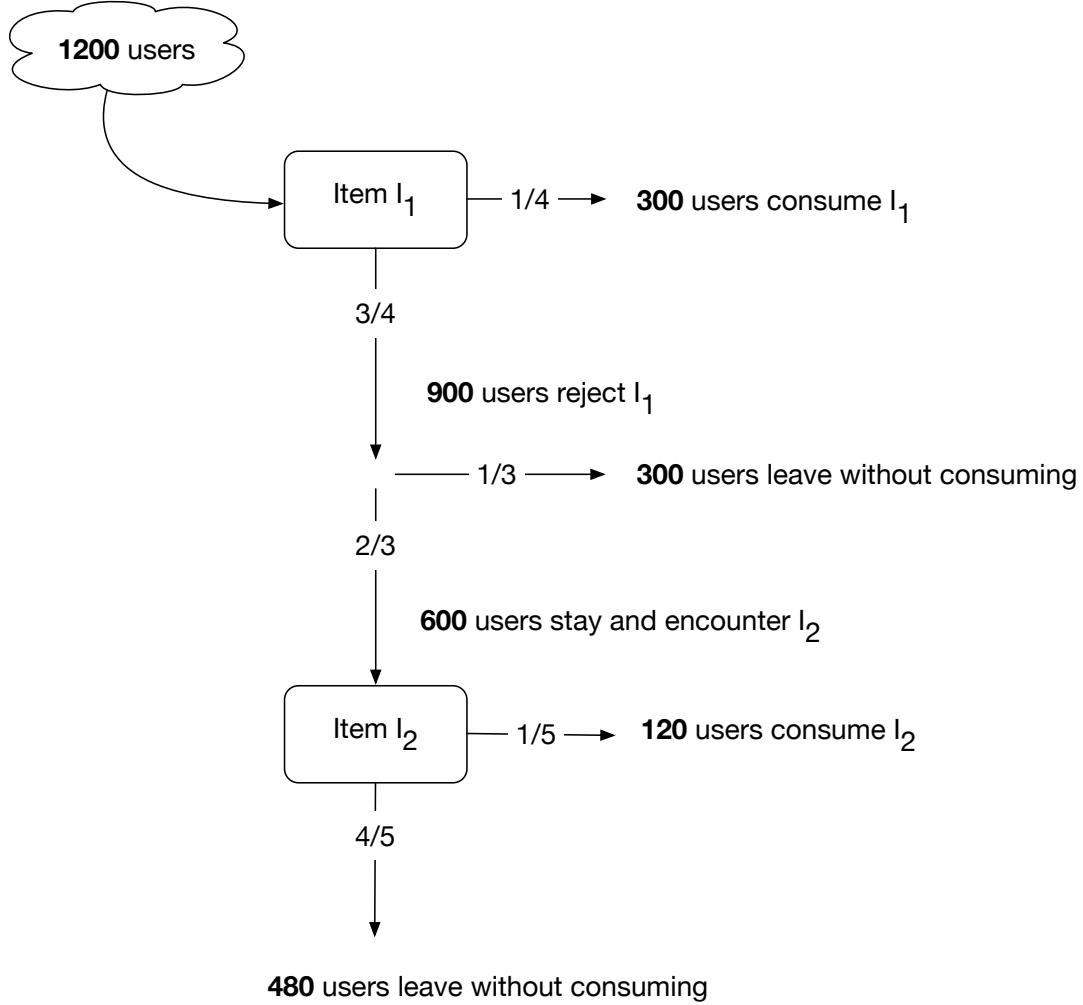 1200 users
Item I₁
1/4
300 users consume I₁
3/4
900 users reject I₁
1/3
300 users leave without consuming
2/3
600 users stay and encounter I₂
Item I₂
1/5
120 users consume I₂
4/5
480 users leave without consuming